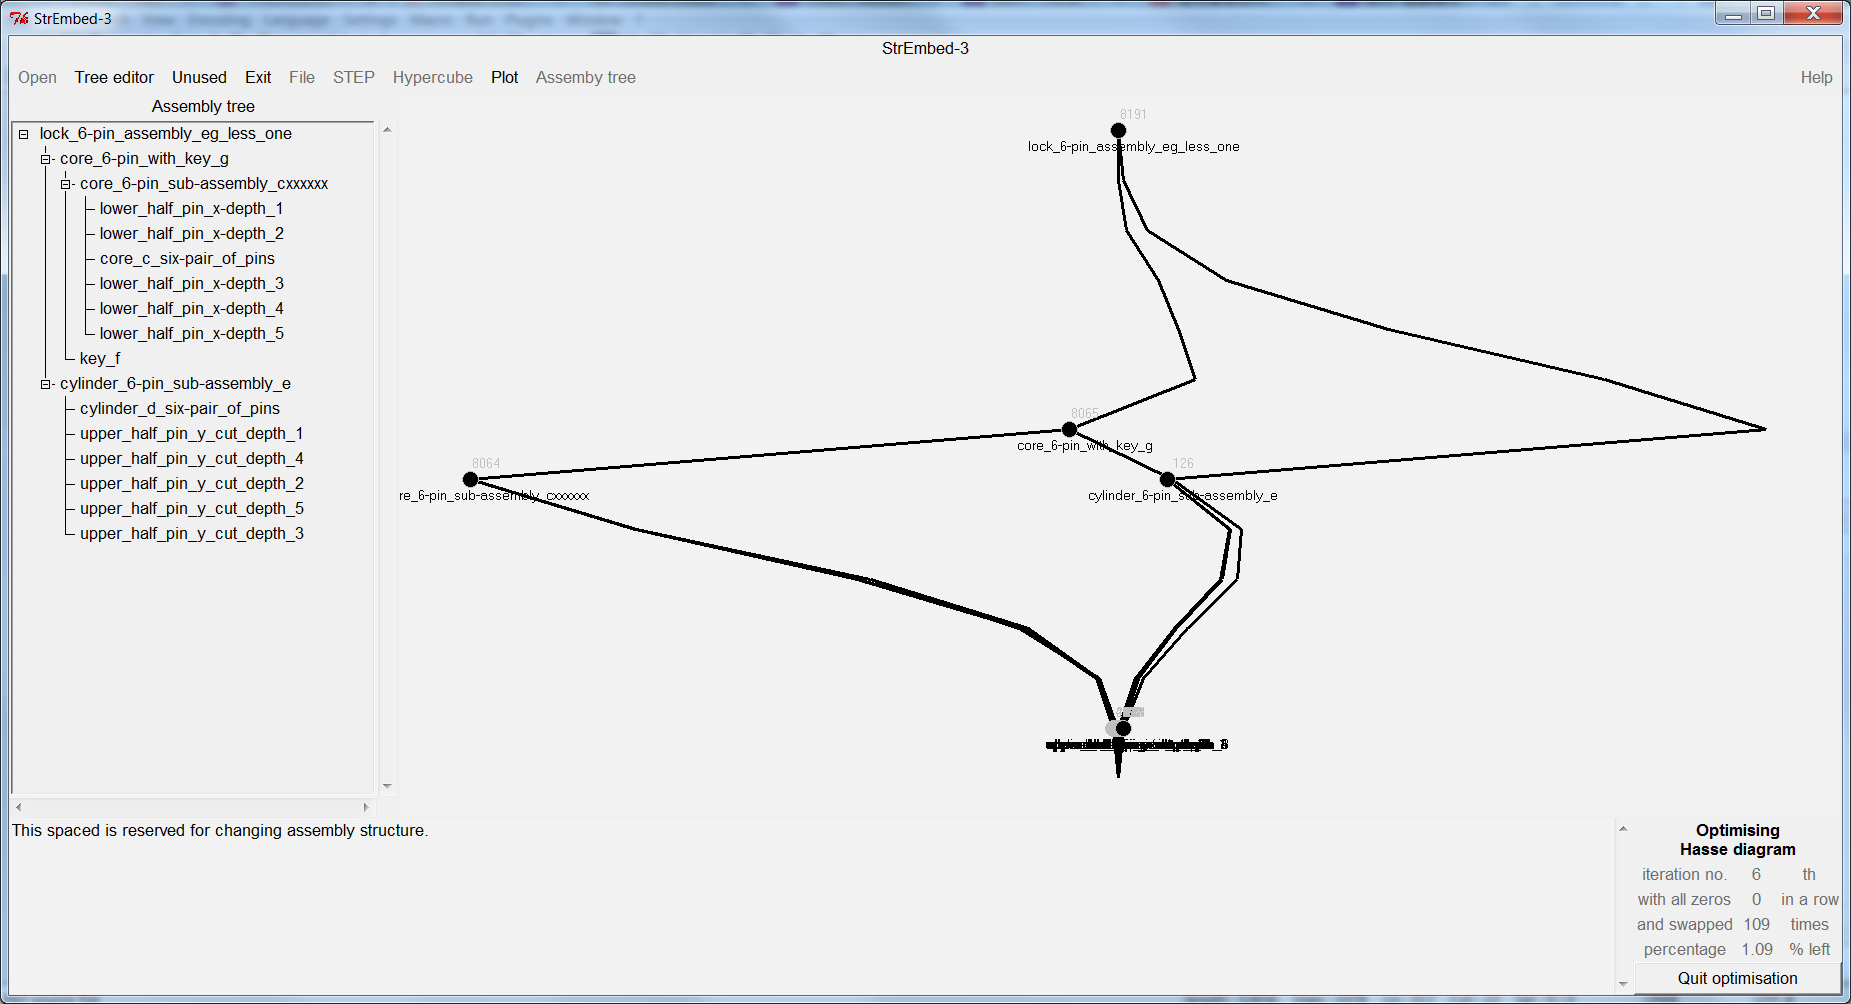 StrEmbed-3
StrEmbed-3
Open Tree editor Unused Exit File STEP Hypercube Plot Assemby tree Help
Assembly tree
lock_6-pin_assembly_eg_less_one
core_6-pin_with_key_g
core_6-pin_sub-assembly_cxxxxxx
lower_half_pin_x-depth_1
lower_half_pin_x-depth_2
core_c_six-pair_of_pins
lower_half_pin_x-depth_3
lower_half_pin_x-depth_4
lower_half_pin_x-depth_5
key_f
cylinder_6-pin_sub-assembly_e
cylinder_d_six-pair_of_pins
upper_half_pin_y_cut_depth_1
upper_half_pin_y_cut_depth_4
upper_half_pin_y_cut_depth_2
upper_half_pin_y_cut_depth_5
upper_half_pin_y_cut_depth_3
8191
lock_6-pin_assembly_eg_less_one
8065
core_6-pin_with_key_g
8064
re_6-pin_sub-assembly_cxxxxxx
126
cylinder_6-pin_sub-assembly_e
This spaced is reserved for changing assembly structure.
Optimising
Hasse diagram
iteration no. 6 th
with all zeros 0 in a row
and swapped 109 times
percentage 1.09 % left
Quit optimisation